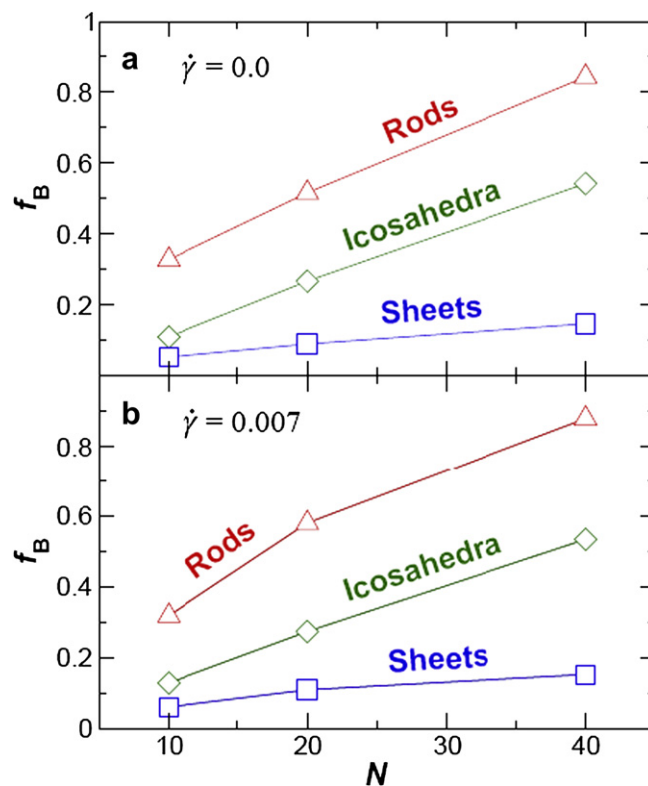 1
a
γ̇ = 0.0
0.8
Rods
0.6
f_B
Icosahedra
0.4
Sheets
0.2
b
γ̇ = 0.007
0.8
Rods
0.6
f_B
Icosahedra
0.4
Sheets
0.2
0
10 20 30 40
N